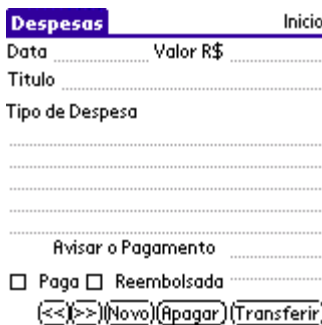 Despesas Inicio
Data Valor R$
Titulo
Tipo de Despesa
Avisar o Pagamento
Paga Reembolsada
<< >> Novo Apagar Transferir